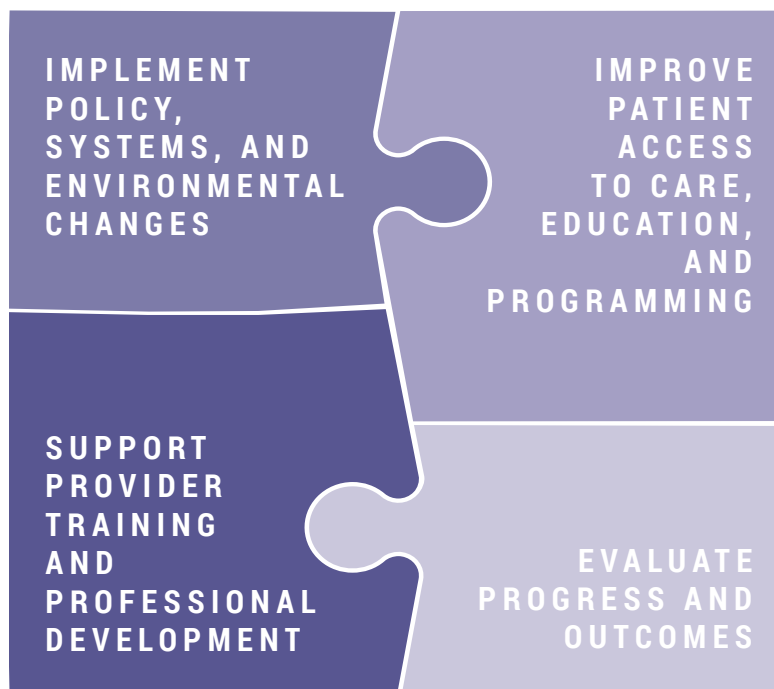 IMPLEMENT
POLICY,
SYSTEMS, AND
ENVIRONMENTAL
CHANGES
IMPROVE
PATIENT
ACCESS
TO CARE,
EDUCATION,
AND
PROGRAMMING
SUPPORT
PROVIDER
TRAINING
AND
PROFESSIONAL
DEVELOPMENT
EVALUATE
PROGRESS AND
OUTCOMES